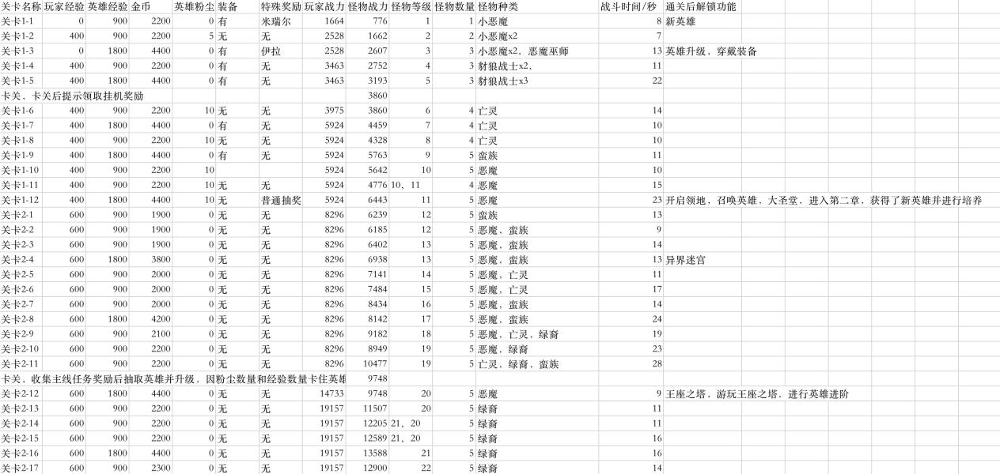 关卡名称 玩家经验 英雄经验 金币 英雄粉尘 装备 特殊奖励 玩家战力 怪物战力 怪物等级 怪物数量 怪物种类 战斗时间/秒 通关后解锁功能
关卡1-1 0 900 2200 0 有 米瑞尔 1664 776 1 1 小恶魔 8 新英雄
关卡1-2 400 900 2200 5 无 无 2528 1662 2 2 小恶魔x2 7
关卡1-3 0 1800 4400 0 有 伊拉 2528 2607 3 3 小恶魔x2，恶魔巫师 13 英雄升级，穿戴装备
关卡1-4 400 900 2200 0 有 无 3463 2752 4 3 豺狼战士x2， 11
关卡1-5 400 1800 4400 0 有 无 3463 3193 5 3 豺狼战士x3 22
卡关，卡关后提示领取挂机奖励 3860
关卡1-6 400 900 2200 10 无 无 3975 3860 6 4 亡灵 14
关卡1-7 400 1800 4400 0 有 无 5924 4459 7 4 亡灵 10
关卡1-8 400 900 2200 10 无 无 5924 4328 8 4 亡灵 10
关卡1-9 400 1800 4400 0 有 无 5924 5763 9 5 蛮族 11
关卡1-10 400 900 2200 10 5924 5642 10 5 恶魔 10
关卡1-11 400 900 2200 10 无 无 5924 4776 10，11 4 恶魔 15
关卡1-12 400 1800 4400 10 无 普通抽奖 5924 6443 11 5 恶魔 23 开启领地，召唤英雄，大圣堂，进入第二章，获得了新英雄并进行培养
关卡2-1 600 900 1900 0 无 无 8296 6239 12 5 蛮族 13
关卡2-2 600 900 1900 0 无 无 8296 6185 12 5 恶魔，蛮族 9
关卡2-3 600 900 1900 0 无 无 8296 6402 13 5 恶魔，蛮族 14
关卡2-4 600 1800 3800 0 无 无 8296 6938 13 5 恶魔，蛮族 13 异界迷宫
关卡2-5 600 900 2000 0 无 无 8296 7141 14 5 恶魔，亡灵 11
关卡2-6 600 900 2000 0 无 无 8296 7484 15 5 恶魔，亡灵 17
关卡2-7 600 900 2000 0 无 无 8296 8434 16 5 恶魔，蛮族 14
关卡2-8 600 1800 4200 0 无 无 8296 8142 17 5 恶魔，蛮族 24
关卡2-9 600 900 2100 0 无 无 8296 9182 18 5 恶魔，亡灵，绿裔 19
关卡2-10 600 900 2200 0 无 无 8296 8949 19 5 恶魔，绿裔 23
关卡2-11 600 900 2200 0 无 无 8296 10477 19 5 亡灵，绿裔，蛮族 28
卡关，收集主线任务奖励后抽取英雄并升级，因粉尘数量和经验数量卡住英雄 9748
关卡2-12 600 1800 4400 0 无 无 14733 9748 20 5 恶魔 9 王座之塔，游玩王座之塔，进行英雄进阶
关卡2-13 600 900 2200 0 无 无 19157 11507 20 5 绿裔 11
关卡2-14 600 900 2200 0 无 无 19157 12205 21，20 5 绿裔 11
关卡2-15 600 900 2200 0 无 无 19157 12589 21，20 5 绿裔 16
关卡2-16 600 1800 4400 0 无 无 19157 13588 21 5 绿裔 16
关卡2-17 600 900 2300 0 无 无 19157 12900 22 5 绿裔 14